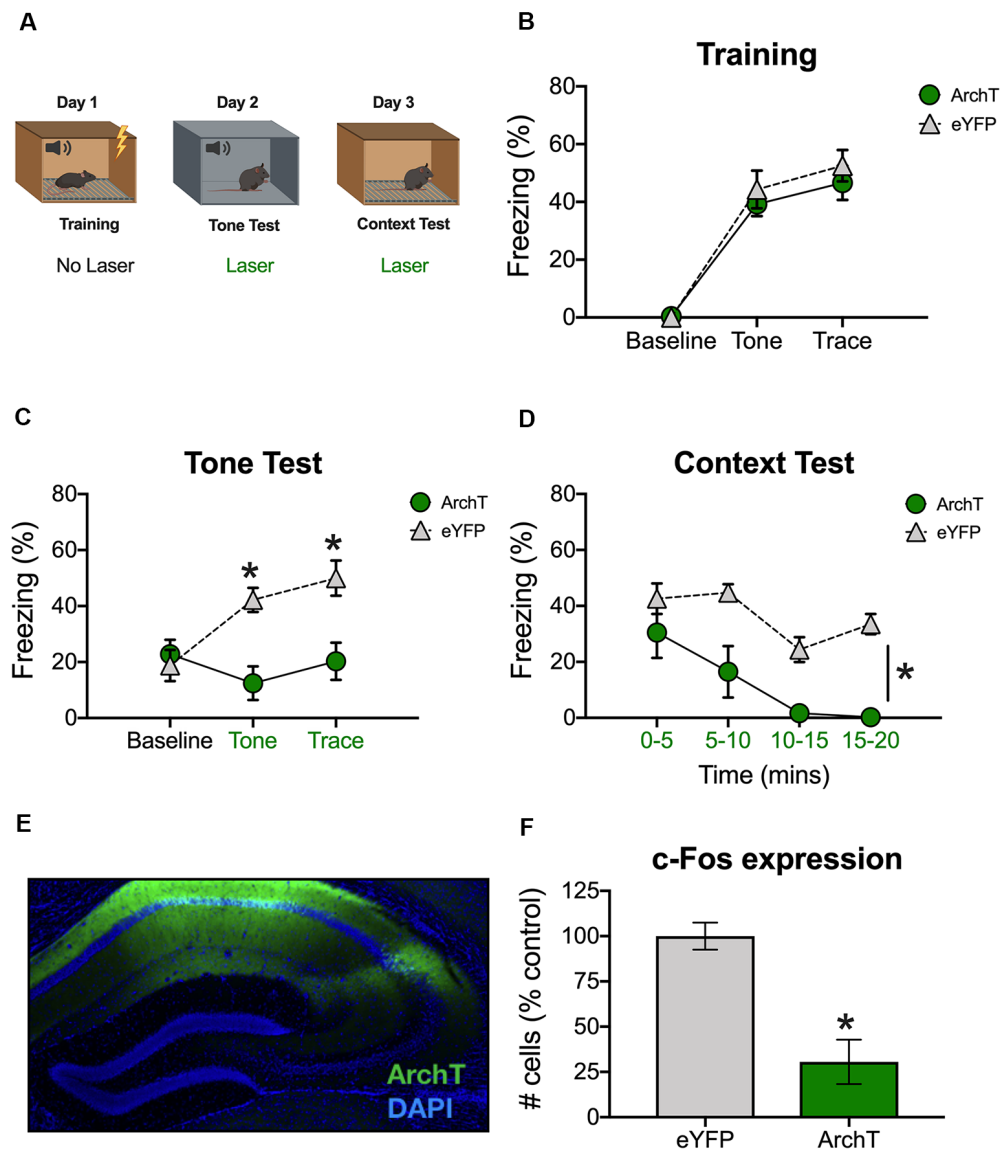 A
Day 1
Day 2
Day 3
Training
Tone Test
Context Test
No Laser
Laser
Laser
B
Training
Freezing (%)
80
60
40
20
0
Baseline
Tone
Trace
ArchT
eYFP
C
Tone Test
Freezing (%)
80
60
40
20
0
*
*
Baseline
Tone
Trace
ArchT
eYFP
D
Context Test
Freezing (%)
80
60
40
20
0
*
0-5
5-10
10-15
15-20
Time (mins)
ArchT
eYFP
E
ArchT
DAPI
F
c-Fos expression
# cells (% control)
125
100
75
50
25
0
*
eYFP
ArchT